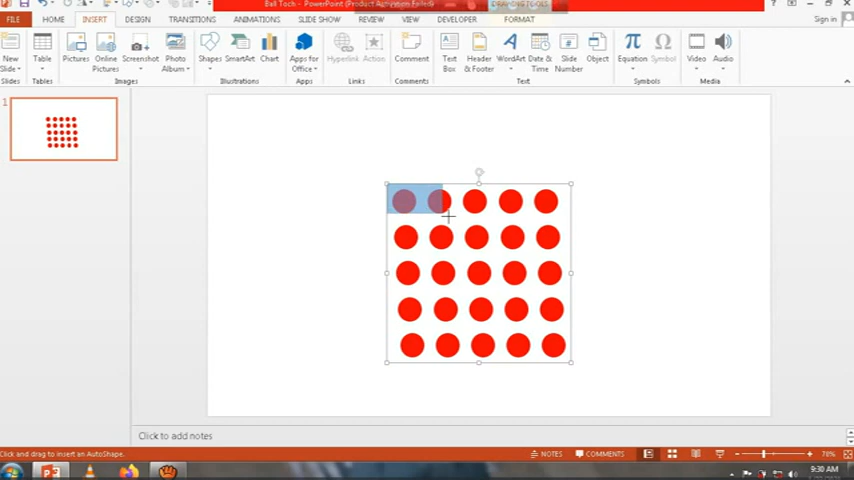 Ball Toch - PowerPoint (Product Activation Failed)
DRAWING TOOLS
FILE HOME INSERT DESIGN TRANSITIONS ANIMATIONS SLIDE SHOW REVIEW VIEW DEVELOPER FORMAT
Sign in
New Slide
Table
Pictures
Online Pictures
Screenshot
Photo Album
Shapes
SmartArt
Chart
Apps for Office
Hyperlink
Action
Comment
Text Box
Header & Footer
WordArt
Date & Time
Slide Number
Object
Equation
Symbol
Video
Audio
Slides
Tables
Images
Illustrations
Apps
Links
Comments
Text
Symbols
Media
1
Click to add notes
Click and drag to insert an AutoShape.
NOTES
COMMENTS
78%
9:30 AM